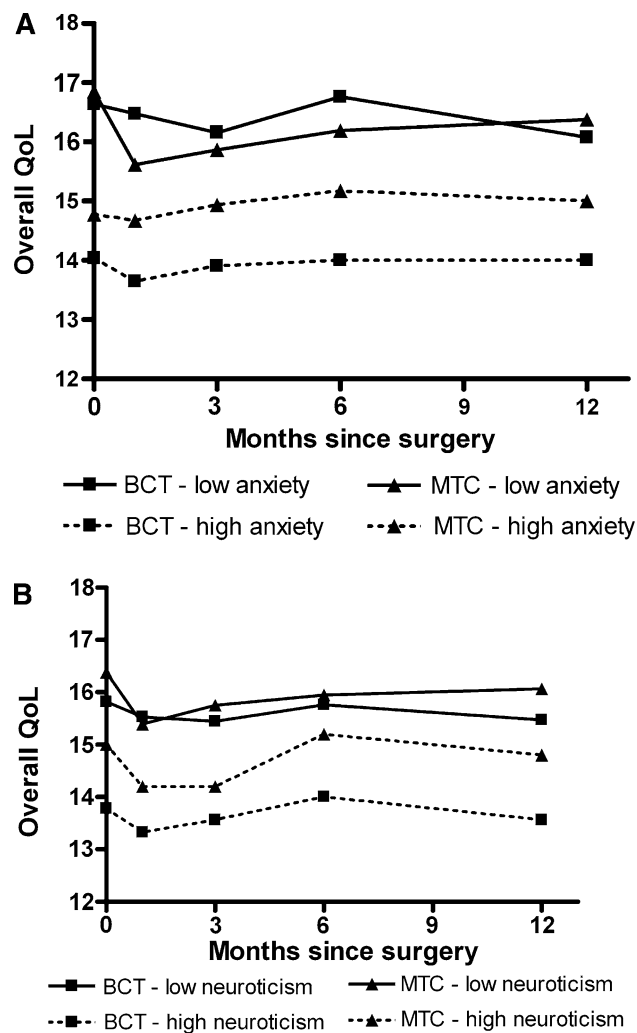 A
18
17
16
15
14
13
12
Overall QoL
0 3 6 9 12
Months since surgery
BCT - low anxiety MTC - low anxiety
BCT - high anxiety MTC - high anxiety
B
18
17
16
15
14
13
12
Overall QoL
0 3 6 9 12
Months since surgery
BCT - low neuroticism MTC - low neuroticism
BCT - high neuroticism MTC - high neuroticism